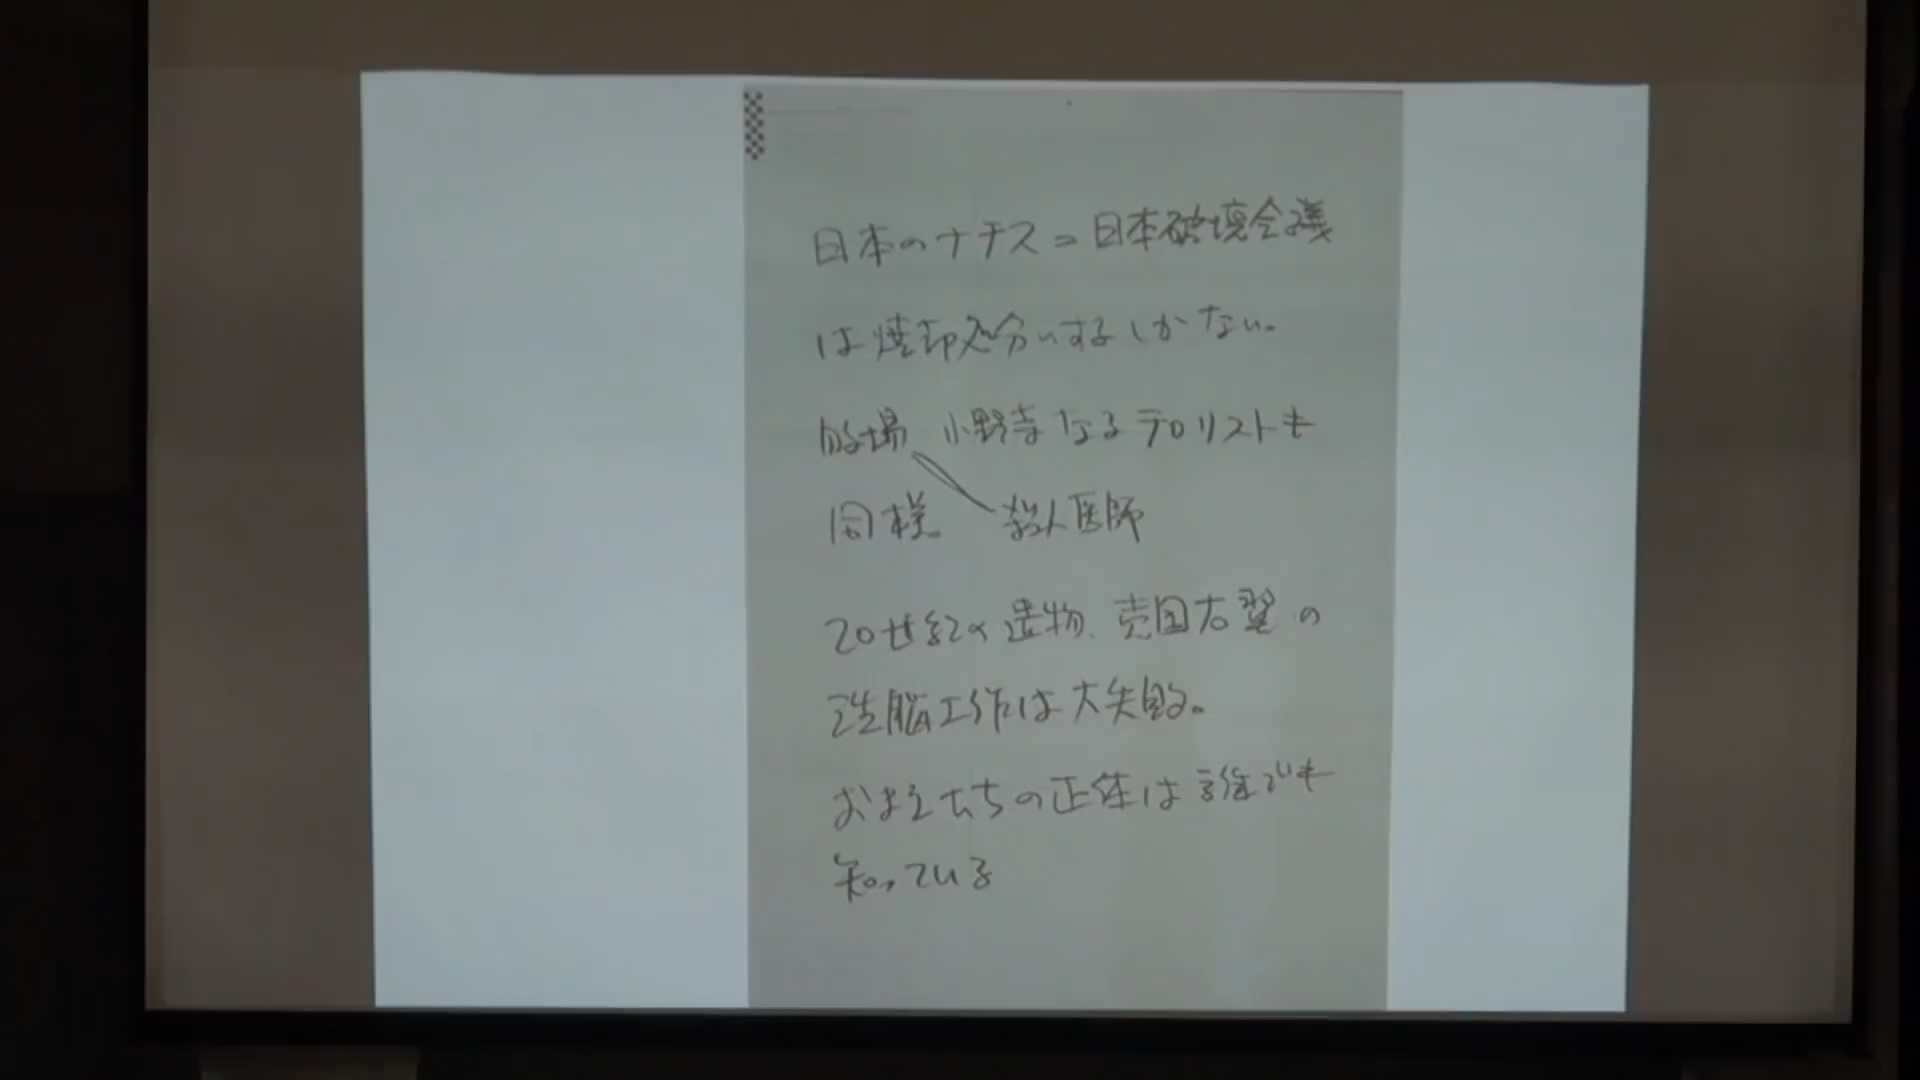 日本のナチス=日本破壊会議
は焼却処分にするしかない。
的場 小野寺なるテロリストも
同様。 殺人医師
20世紀の遺物、売国右翼の
洗脳工作は大失敗。
おまえたちの正体は誰でも
知っている